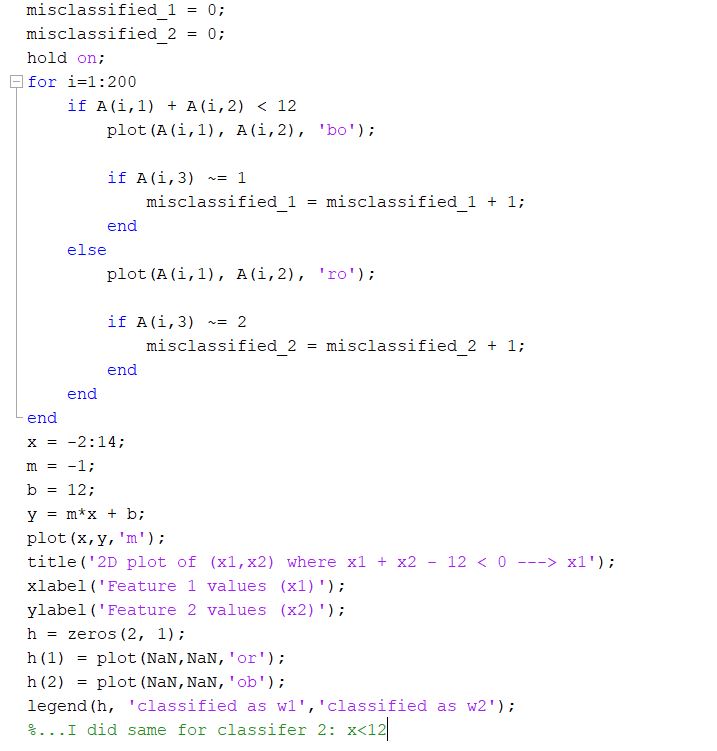 misclassified_1 = 0;
misclassified_2 = 0;
hold on;
for i=1:200
    if A(i,1) + A(i,2) < 12
        plot(A(i,1), A(i,2), 'bo');

        if A(i,3) ~= 1
            misclassified_1 = misclassified_1 + 1;
        end
    else
        plot(A(i,1), A(i,2), 'ro');

        if A(i,3) ~= 2
            misclassified_2 = misclassified_2 + 1;
        end
    end
end
x = -2:14;
m = -1;
b = 12;
y = m*x + b;
plot(x,y,'m');
title('2D plot of (x1,x2) where x1 + x2 - 12 < 0 ---> x1');
xlabel('Feature 1 values (x1)');
ylabel('Feature 2 values (x2)');
h = zeros(2, 1);
h(1) = plot(NaN,NaN,'or');
h(2) = plot(NaN,NaN,'ob');
legend(h, 'classified as w1','classified as w2');
%...I did same for classifer 2: x<12